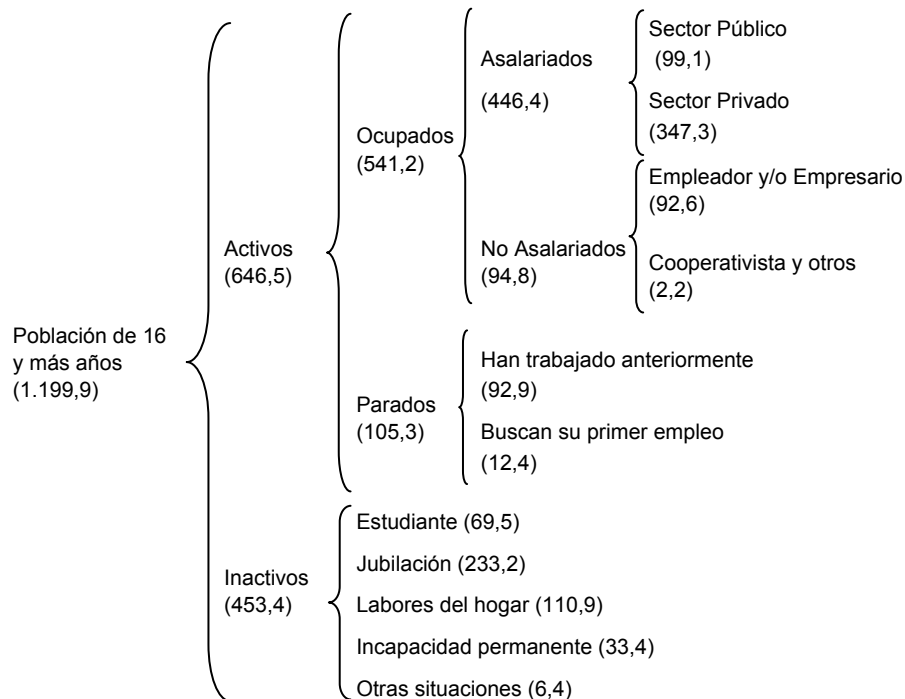 Población de 16
y más años
(1.199,9)
Activos
(646,5)
Ocupados
(541,2)
Asalariados
(446,4)
Sector Público
(99,1)
Sector Privado
(347,3)
No Asalariados
(94,8)
Empleador y/o Empresario
(92,6)
Cooperativista y otros
(2,2)
Parados
(105,3)
Han trabajado anteriormente
(92,9)
Buscan su primer empleo
(12,4)
Inactivos
(453,4)
Estudiante (69,5)
Jubilación (233,2)
Labores del hogar (110,9)
Incapacidad permanente (33,4)
Otras situaciones (6,4)